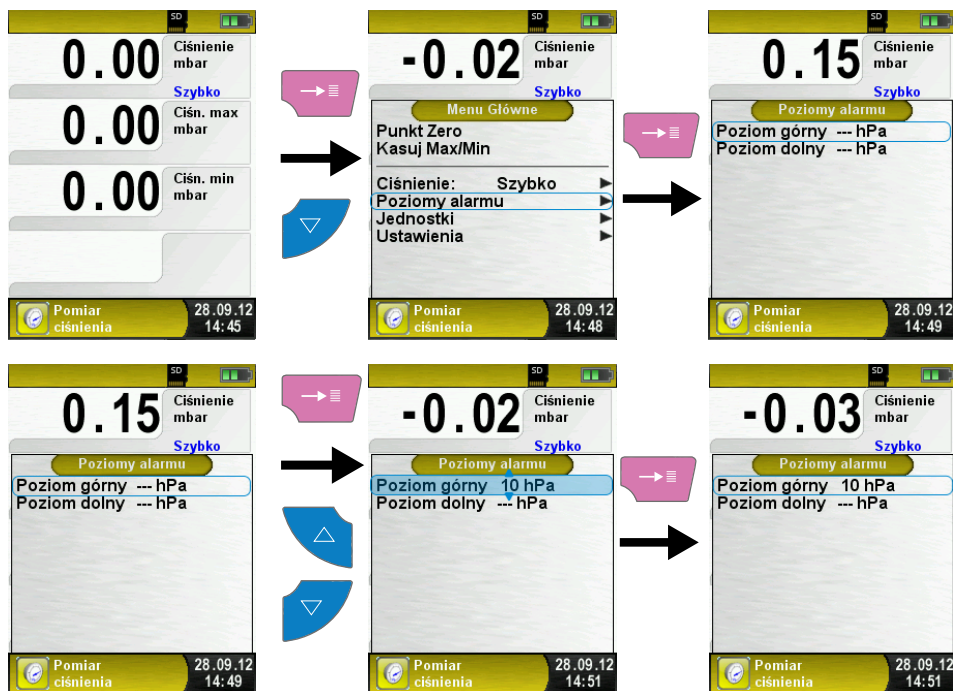 SD
0.00 Ciśnienie
mbar
Szybko
0.00 Ciśn. max
mbar
0.00 Ciśn. min
mbar
Pomiar 28.09.12
ciśnienia 14:45
SD
-0.02 Ciśnienie
mbar
Szybko
Menu Główne
Punkt Zero
Kasuj Max/Min
Ciśnienie: Szybko
Poziomy alarmu
Jednostki
Ustawienia
Pomiar 28.09.12
ciśnienia 14:48
SD
0.15 Ciśnienie
mbar
Szybko
Poziomy alarmu
Poziom górny --- hPa
Poziom dolny --- hPa
Pomiar 28.09.12
ciśnienia 14:49
SD
0.15 Ciśnienie
mbar
Szybko
Poziomy alarmu
Poziom górny --- hPa
Poziom dolny --- hPa
Pomiar 28.09.12
ciśnienia 14:49
SD
-0.02 Ciśnienie
mbar
Szybko
Poziomy alarmu
Poziom górny 10 hPa
Poziom dolny --- hPa
Pomiar 28.09.12
ciśnienia 14:51
SD
-0.03 Ciśnienie
mbar
Szybko
Poziomy alarmu
Poziom górny 10 hPa
Poziom dolny --- hPa
Pomiar 28.09.12
ciśnienia 14:51